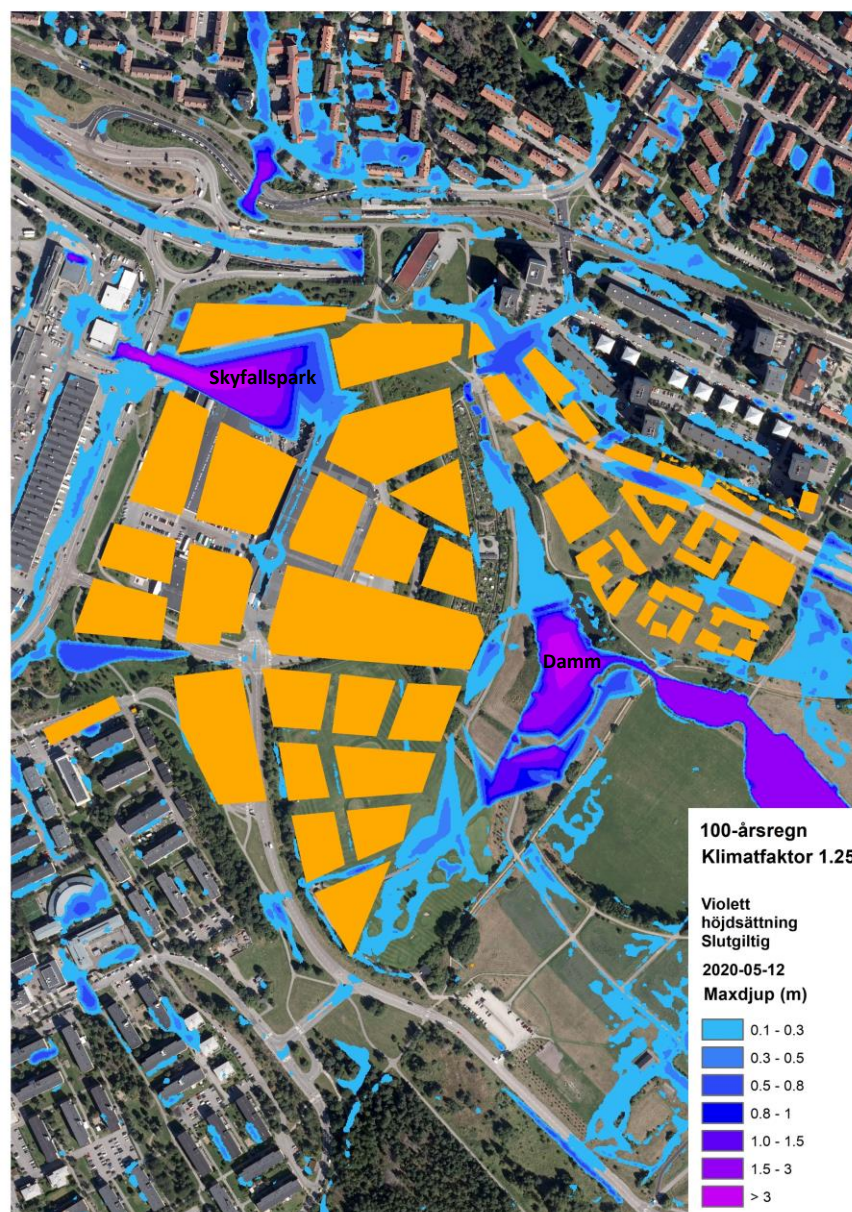 Skyfallspark
Damm
100-årsregn
Klimatfaktor 1.25
Violett
höjdsättning
Slutgiltig
2020-05-12
Maxdjup (m)
0.1 - 0.3
0.3 - 0.5
0.5 - 0.8
0.8 - 1
1.0 - 1.5
1.5 - 3
> 3